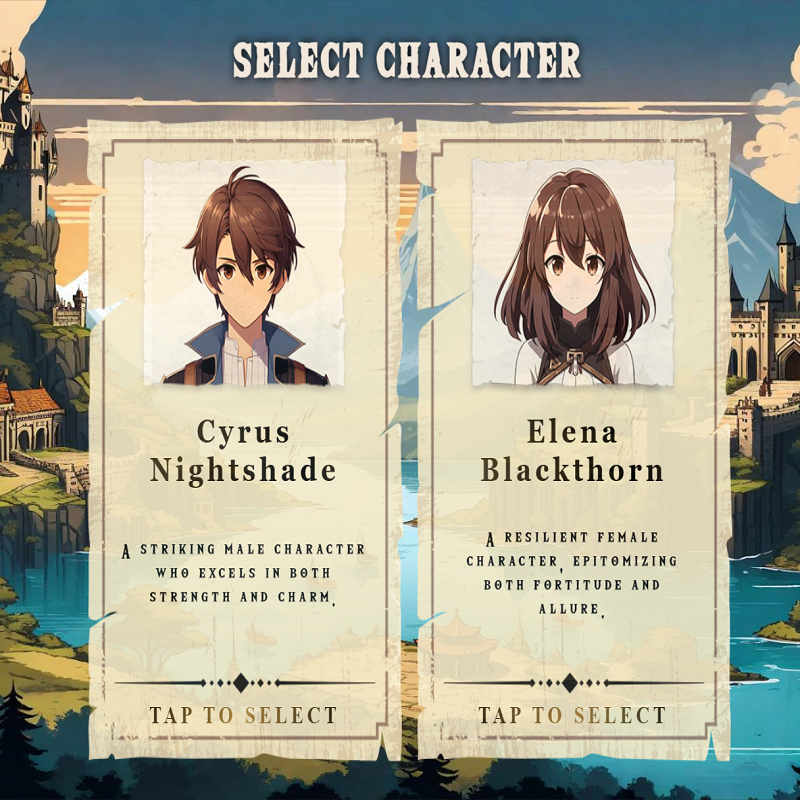 SELECT CHARACTER
Cyrus
Nightshade
A STRIKING MALE CHARACTER
WHO EXCELS IN BOTH
STRENGTH AND CHARM,
TAP TO SELECT
Elena
Blackthorn
A RESILIENT FEMALE
CHARACTER, EPITOMIZING
BOTH FORTITUDE AND
ALLURE,
TAP TO SELECT